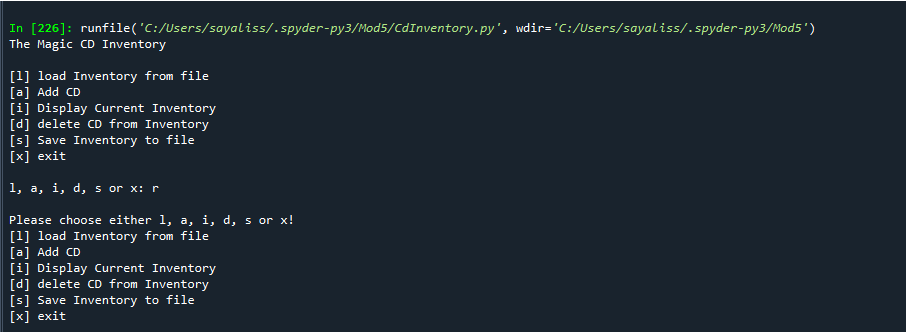 In [226]: runfile('C:/Users/sayaliss/.spyder-py3/Mod5/CdInventory.py', wdir='C:/Users/sayaliss/.spyder-py3/Mod5')
The Magic CD Inventory
[l] load Inventory from file
[a] Add CD
[i] Display Current Inventory
[d] delete CD from Inventory
[s] Save Inventory to file
[x] exit
l, a, i, d, s or x: r
Please choose either l, a, i, d, s or x!
[l] load Inventory from file
[a] Add CD
[i] Display Current Inventory
[d] delete CD from Inventory
[s] Save Inventory to file
[x] exit